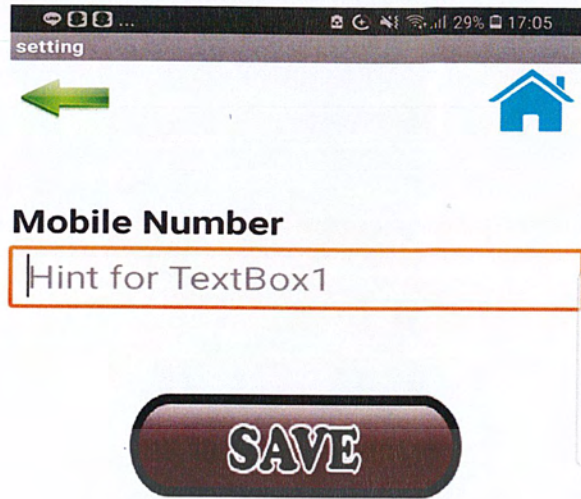 ... 29% 17:05
setting
Mobile Number
Hint for TextBox1
SAVE